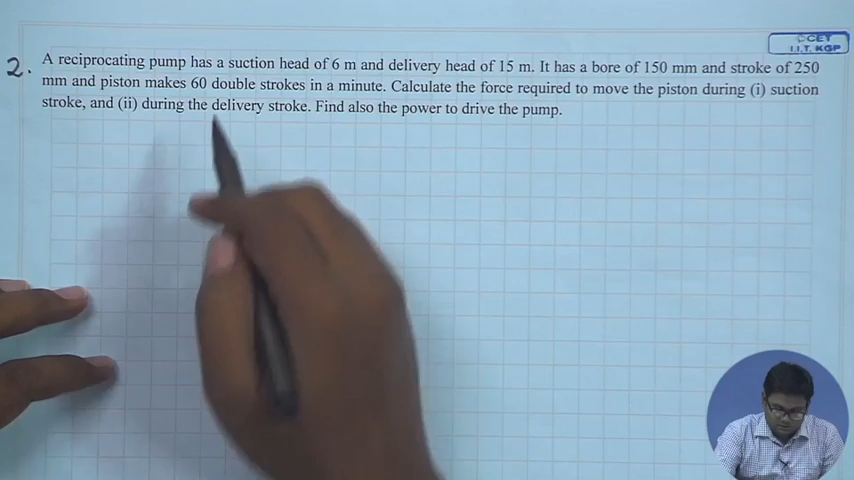 CET
I.I.T. KGP
2. A reciprocating pump has a suction head of 6 m and delivery head of 15 m. It has a bore of 150 mm and stroke of 250
mm and piston makes 60 double strokes in a minute. Calculate the force required to move the piston during (i) suction
stroke, and (ii) during the delivery stroke. Find also the power to drive the pump.